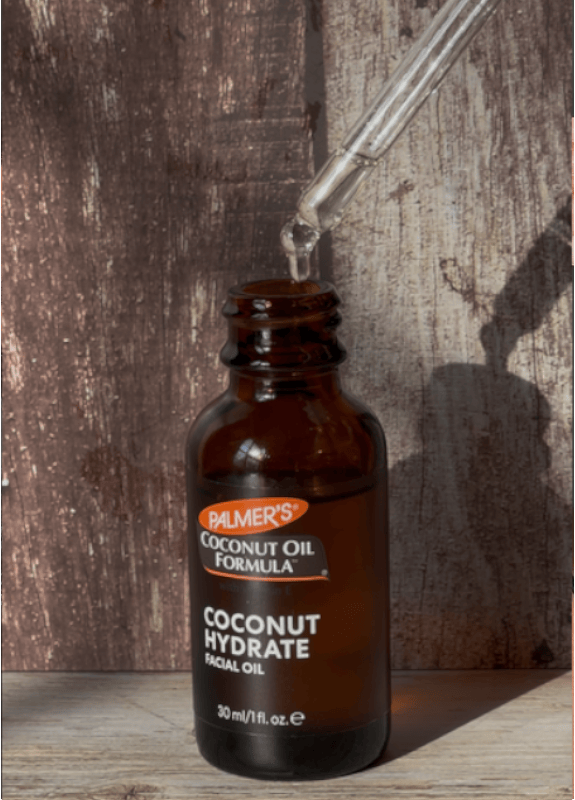 PALMER'S®
COCONUT OIL
FORMULA™
COCONUT
HYDRATE
FACIAL OIL
30 ml/1 fl. oz. ℮